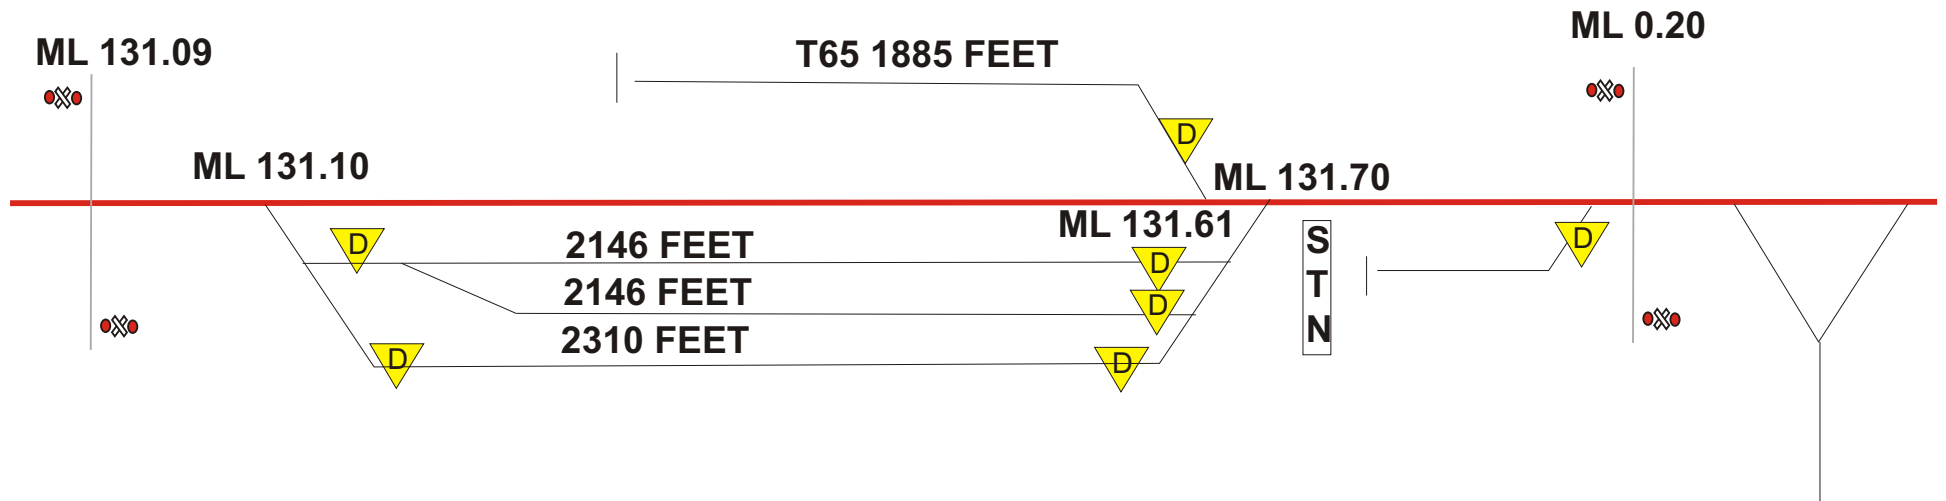 ML 131.09
T65 1885 FEET
ML 0.20
D
ML 131.10
ML 131.70
D
2146 FEET
ML 131.61
D
D
2146 FEET
D
2310 FEET
D
D
S
T
N